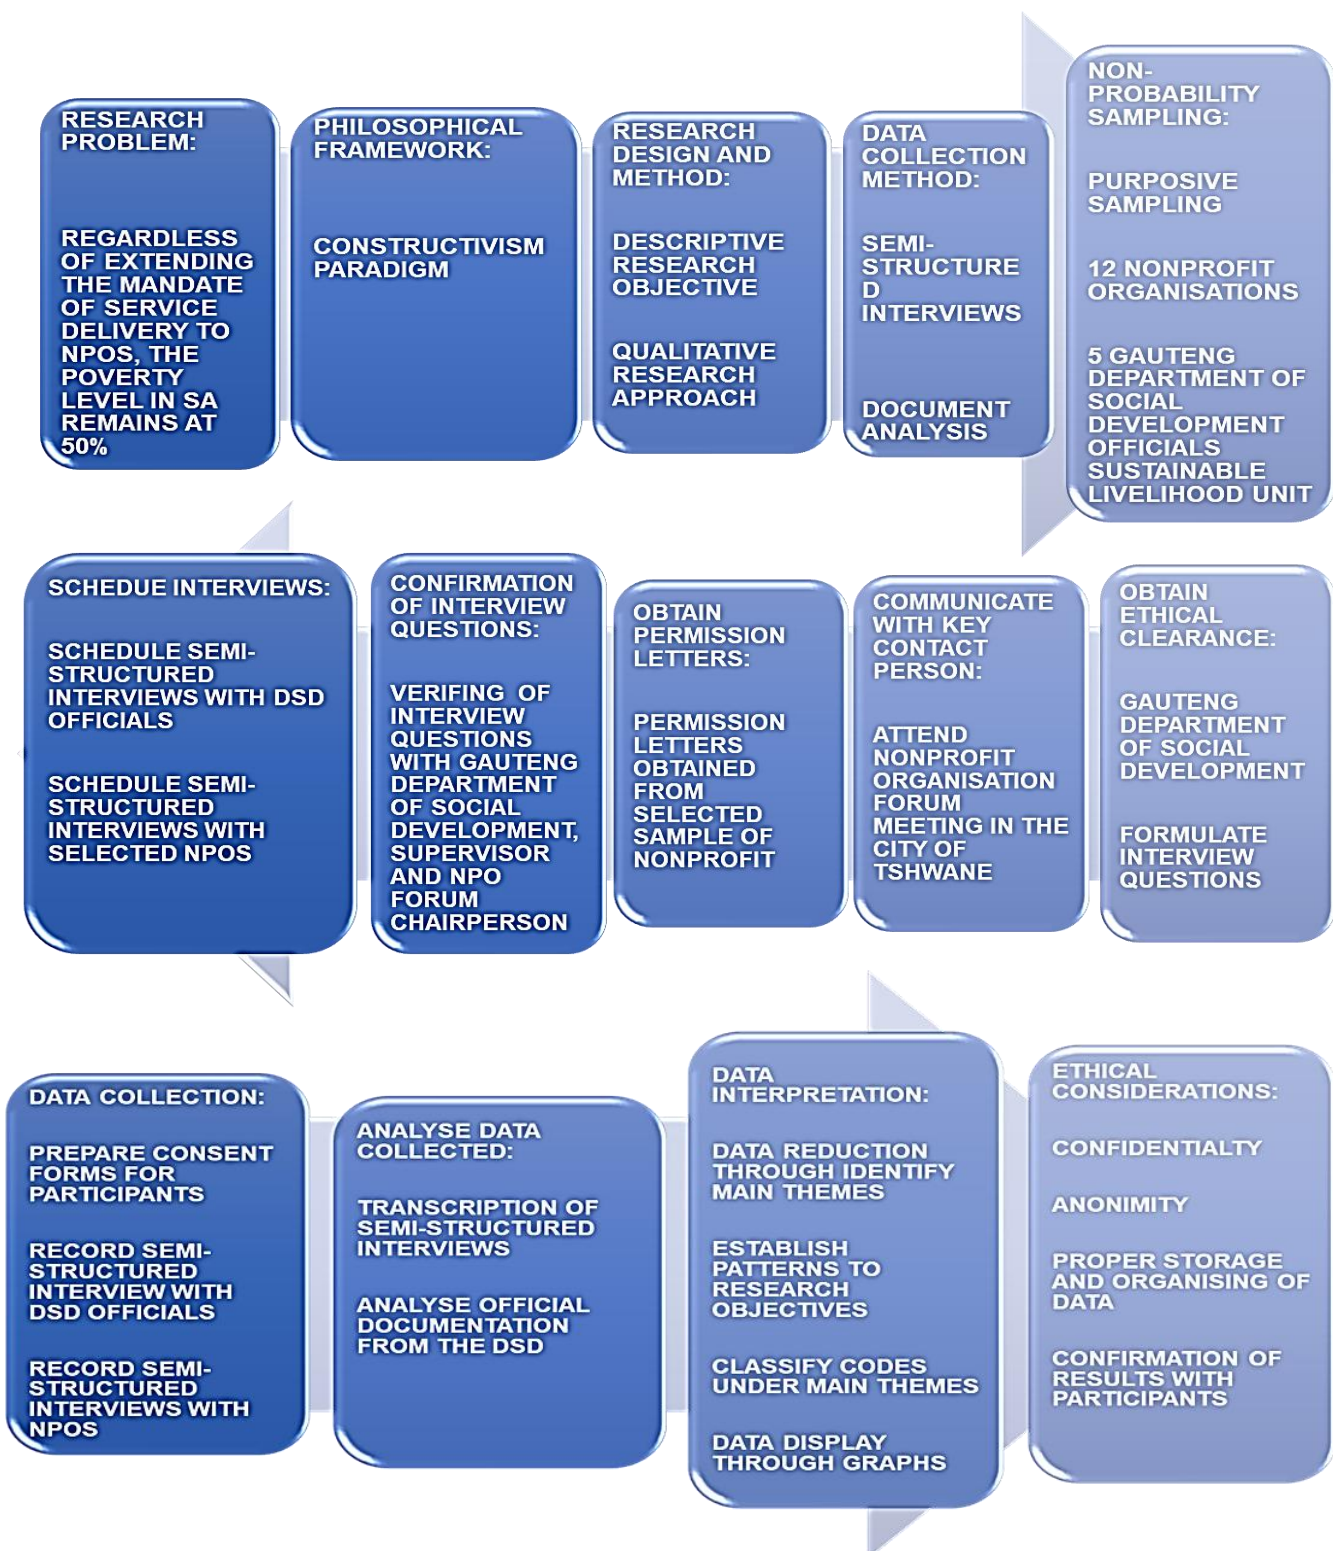 RESEARCH
PROBLEM:
REGARDLESS
OF EXTENDING
THE MANDATE
OF SERVICE
DELIVERY TO
NPOS, THE
POVERTY
LEVEL IN SA
REMAINS AT
50%
PHILOSOPHICAL
FRAMEWORK:
CONSTRUCTIVISM
PARADIGM
RESEARCH
DESIGN AND
METHOD:
DESCRIPTIVE
RESEARCH
OBJECTIVE
QUALITATIVE
RESEARCH
APPROACH
DATA
COLLECTION
METHOD:
SEMI-
STRUCTURE
D
INTERVIEWS
DOCUMENT
ANALYSIS
NON-
PROBABILITY
SAMPLING:
PURPOSIVE
SAMPLING
12 NONPROFIT
ORGANISATIONS
5 GAUTENG
DEPARTMENT OF
SOCIAL
DEVELOPMENT
OFFICIALS
SUSTAINABLE
LIVELIHOOD UNIT
SCHEDUE INTERVIEWS:
SCHEDULE SEMI-
STRUCTURED
INTERVIEWS WITH DSD
OFFICIALS
SCHEDULE SEMI-
STRUCTURED
INTERVIEWS WITH
SELECTED NPOS
CONFIRMATION
OF INTERVIEW
QUESTIONS:
VERIFING OF
INTERVIEW
QUESTIONS
WITH GAUTENG
DEPARTMENT
OF SOCIAL
DEVELOPMENT,
SUPERVISOR
AND NPO
FORUM
CHAIRPERSON
OBTAIN
PERMISSION
LETTERS:
PERMISSION
LETTERS
OBTAINED
FROM
SELECTED
SAMPLE OF
NONPROFIT
COMMUNICATE
WITH KEY
CONTACT
PERSON:
ATTEND
NONPROFIT
ORGANISATION
FORUM
MEETING IN THE
CITY OF
TSHWANE
OBTAIN
ETHICAL
CLEARANCE:
GAUTENG
DEPARTMENT
OF SOCIAL
DEVELOPMENT
FORMULATE
INTERVIEW
QUESTIONS
DATA COLLECTION:
PREPARE CONSENT
FORMS FOR
PARTICIPANTS
RECORD SEMI-
STRUCTURED
INTERVIEW WITH
DSD OFFICIALS
RECORD SEMI-
STRUCTURED
INTERVIEWS WITH
NPOS
ANALYSE DATA
COLLECTED:
TRANSCRIPTION OF
SEMI-STRUCTURED
INTERVIEWS
ANALYSE OFFICIAL
DOCUMENTATION
FROM THE DSD
DATA
INTERPRETATION:
DATA REDUCTION
THROUGH IDENTIFY
MAIN THEMES
ESTABLISH
PATTERNS TO
RESEARCH
OBJECTIVES
CLASSIFY CODES
UNDER MAIN THEMES
DATA DISPLAY
THROUGH GRAPHS
ETHICAL
CONSIDERATIONS:
CONFIDENTIALTY
ANONIMITY
PROPER STORAGE
AND ORGANISING OF
DATA
CONFIRMATION OF
RESULTS WITH
PARTICIPANTS